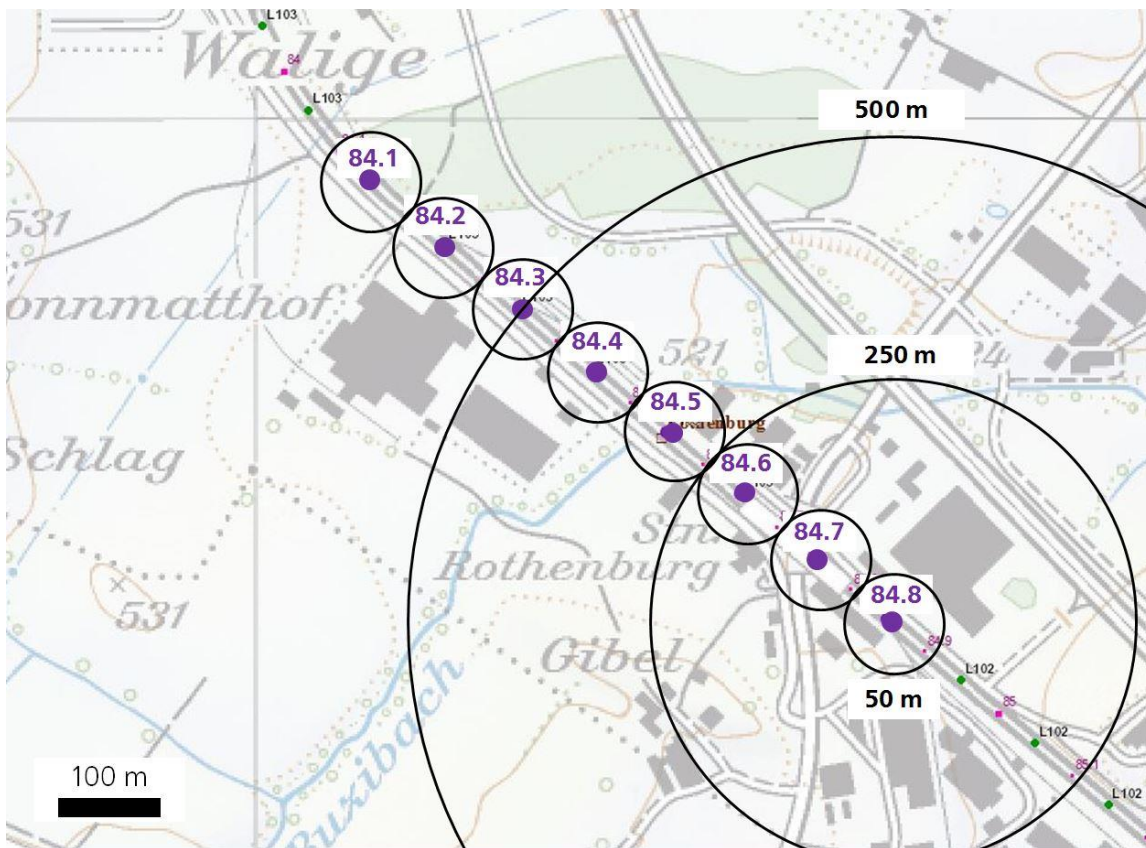 L103
Walige
84
L103
500 m
84.1
531
84.2
84.3
onnmatthof
84.4
521
250 m
84.5
Schlag
84.6
Stn.
84.7
Rothenburg
84.8
531
84.9
Gibel
L102
50 m
85
L102
85.1
100 m
L102
Buxibach